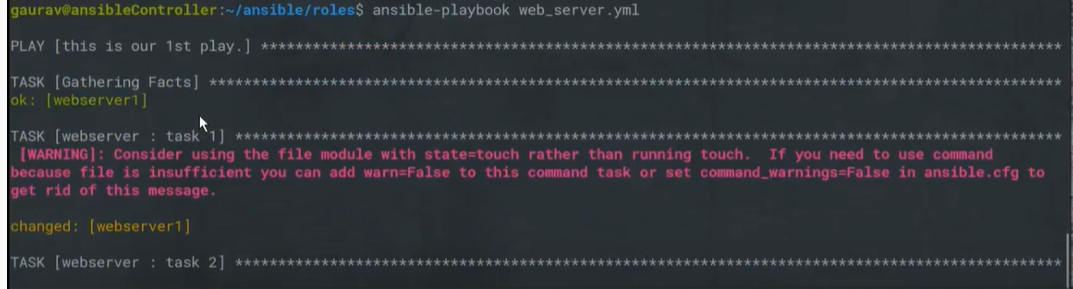 gaurav@ansibleController:~/ansible/roles$ ansible-playbook web_server.yml
PLAY [this is our 1st play.] *********************************************************************************************
TASK [Gathering Facts] ***************************************************************************************************
ok: [webserver1]
TASK [webserver : task 1] ************************************************************************************************
[WARNING]: Consider using the file module with state=touch rather than running touch.  If you need to use command
because file is insufficient you can add warn=False to this command task or set command_warnings=False in ansible.cfg to
get rid of this message.
changed: [webserver1]
TASK [webserver : task 2] ************************************************************************************************